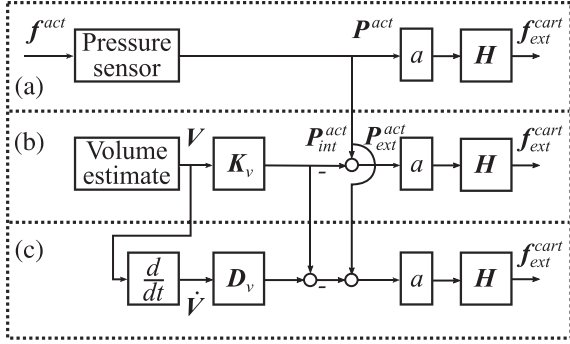 f^act Pressure sensor P^act a H f_ext^cart
(a)
(b) Volume estimate V K_v P_int^act - P_ext^act a H f_ext^cart
(c) d/dt V̇ D_v - a H f_ext^cart